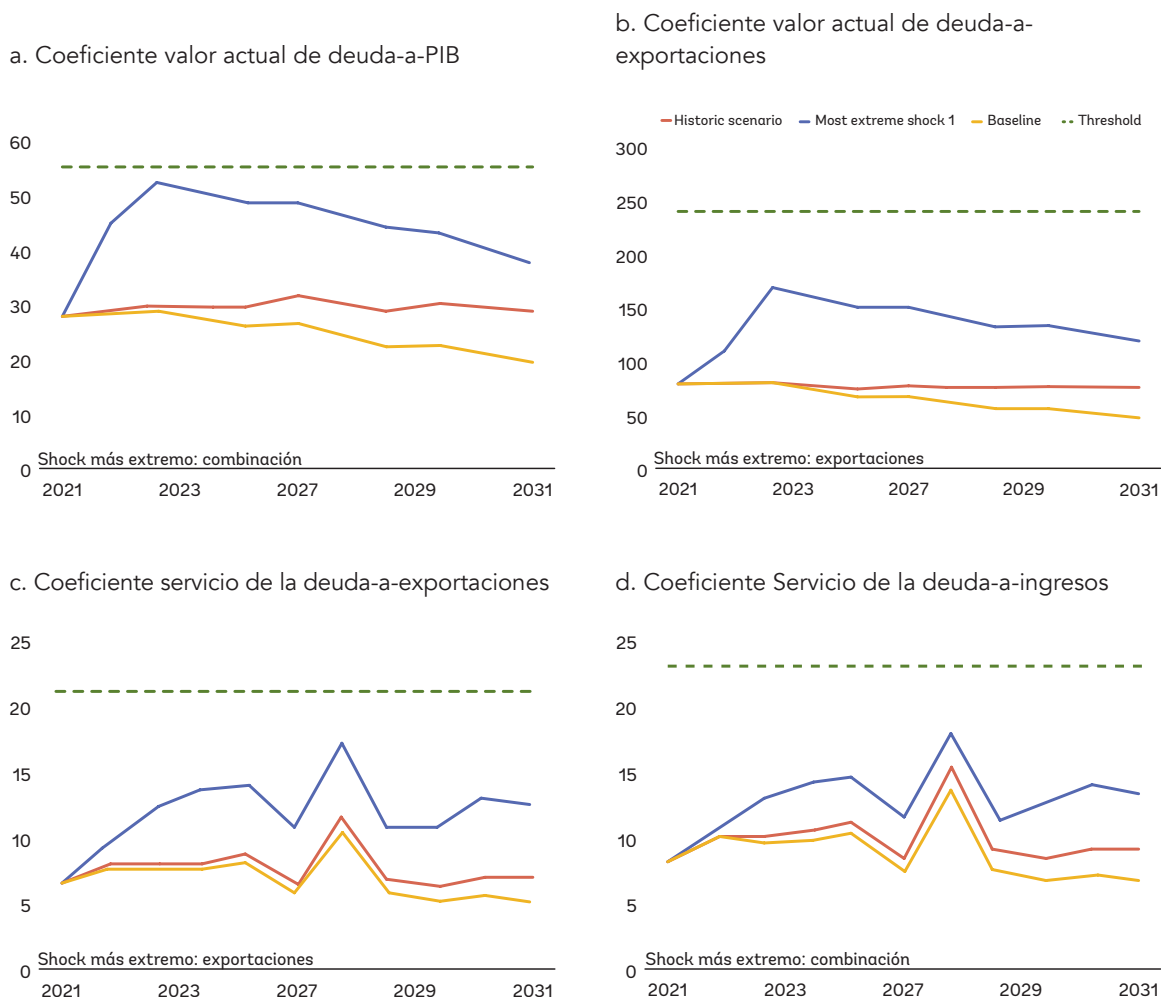 a. Coeficiente valor actual de deuda-a-PIB
60
50
40
30
20
10
0
Shock más extremo: combinación
2021 2023 2027 2029 2031
b. Coeficiente valor actual de deuda-a-
exportaciones
Historic scenario Most extreme shock 1 Baseline Threshold
300
250
200
150
100
50
0
Shock más extremo: exportaciones
2021 2023 2027 2029 2031
c. Coeficiente servicio de la deuda-a-exportaciones
25
20
15
10
5
0
Shock más extremo: exportaciones
2021 2023 2027 2029 2031
d. Coeficiente Servicio de la deuda-a-ingresos
25
20
15
10
5
0
Shock más extremo: combinación
2021 2023 2027 2029 2031